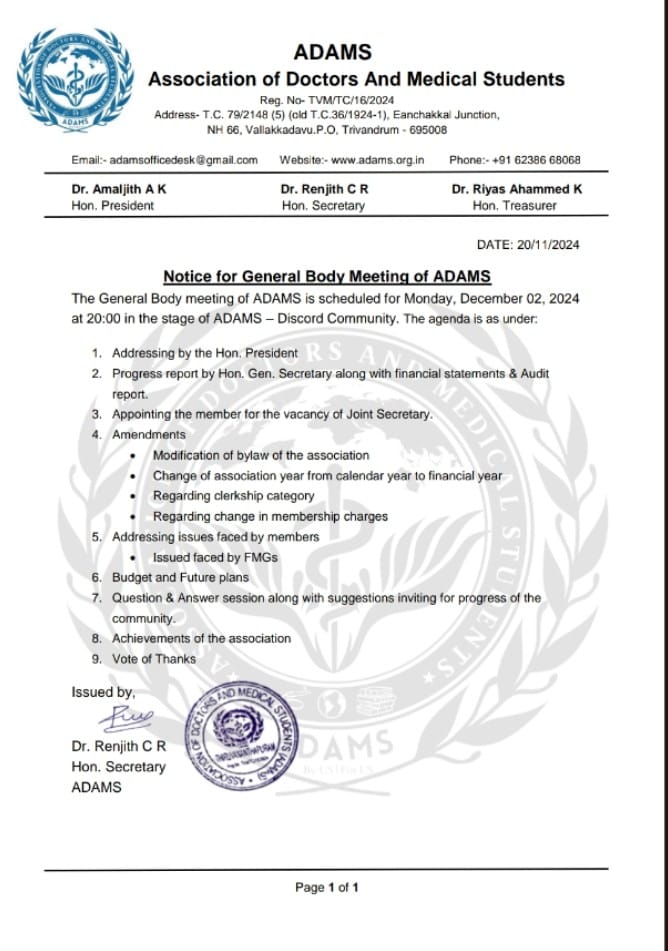 ADAMS
Association of Doctors And Medical Students
Reg. No- TVM/TC/16/2024
Address- T.C. 79/2148 (5) (old T.C.36/1924-1), Eanchakkal Junction,
NH 66, Vallakkadavu.P.O, Trivandrum - 695008
Email:- adamsofficedesk@gmail.com Website:- www.adams.org.in Phone:- +91 62386 68068
Dr. Amaljith A K Dr. Renjith C R Dr. Riyas Ahammed K
Hon. President Hon. Secretary Hon. Treasurer
DATE: 20/11/2024
Notice for General Body Meeting of ADAMS
The General Body meeting of ADAMS is scheduled for Monday, December 02, 2024
at 20:00 in the stage of ADAMS – Discord Community. The agenda is as under:
1. Addressing by the Hon. President
2. Progress report by Hon. Gen. Secretary along with financial statements & Audit
report.
3. Appointing the member for the vacancy of Joint Secretary.
4. Amendments
• Modification of bylaw of the association
• Change of association year from calendar year to financial year
• Regarding clerkship category
• Regarding change in membership charges
5. Addressing issues faced by members
• Issued faced by FMGs
6. Budget and Future plans
7. Question & Answer session along with suggestions inviting for progress of the
community.
8. Achievements of the association
9. Vote of Thanks
Issued by,
Dr. Renjith C R
Hon. Secretary
ADAMS
ASSOCIATION OF DOCTORS AND MEDICAL STUDENTS (ADAMS)
THIRUVANANTHAPURAM
ASSOCIATION OF DOCTORS AND MEDICAL STUDENTS
ADAMS
Page 1 of 1